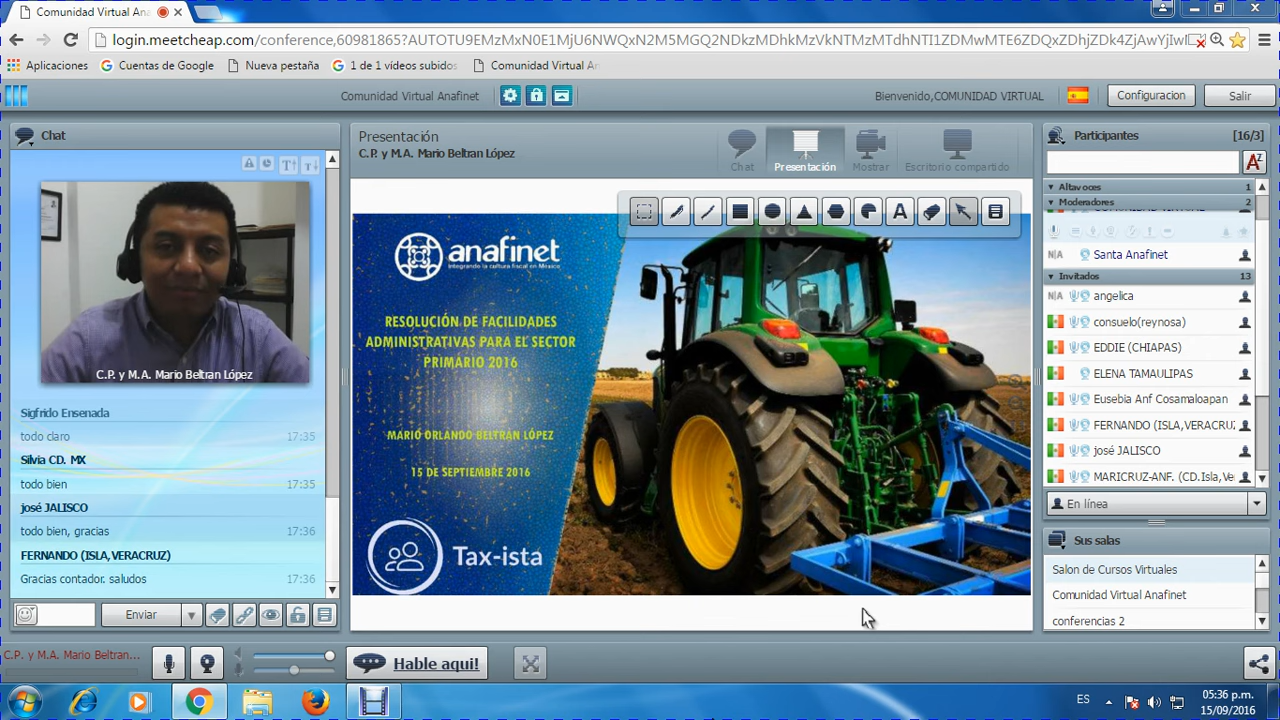 Comunidad Virtual Ana
login.meetcheap.com/conference,60981865?AUTOTU9EMzMxN0E1MjU6NWQxN2M5MGQ2NDkzMDhkMzVkNTMzMTdhNTI1ZDMwMTE6ZDQxZDhjZDk4ZjAwYjIw
Aplicaciones
Cuentas de Google
Nueva pestaña
1 de 1 vídeos subidos
Comunidad Virtual An
Comunidad Virtual Anafinet
Bienvenido,COMUNIDAD VIRTUAL
Configuracion
Salir
Chat
C.P. y M.A. Mario Beltran López
Sigfrido Ensenada
todo claro 17:35
Silvia CD. MX
todo bien 17:35
josé JALISCO
todo bien, gracias 17:36
FERNANDO (ISLA,VERACRUZ)
Gracias contador. saludos 17:36
Enviar
Presentación
C.P. y M.A. Mario Beltran López
Chat
Presentación
Mostrar
Escritorio compartido
A
anafinet
Integrando la cultura fiscal en México
RESOLUCIÓN DE FACILIDADES
ADMINISTRATIVAS PARA EL SECTOR
PRIMARIO 2016
MARIO ORLANDO BELTRÁN LÓPEZ
15 DE SEPTIEMBRE 2016
Tax-ista
Participantes [16/3]
Altavoces 1
Moderadores 2
N/A Santa Anafinet
Invitados 13
N/A angelica
consuelo(reynosa)
EDDIE (CHIAPAS)
ELENA TAMAULIPAS
Eusebia Anf Cosamaloapan
FERNANDO (ISLA,VERACRUZ
josé JALISCO
MARICRUZ-ANF. (CD.Isla,Ve
En línea
Sus salas
Salon de Cursos Virtuales
Comunidad Virtual Anafinet
conferencias 2
C.P. y M.A. Mario Beltran...
Hable aqui!
ES
05:36 p.m.
15/09/2016